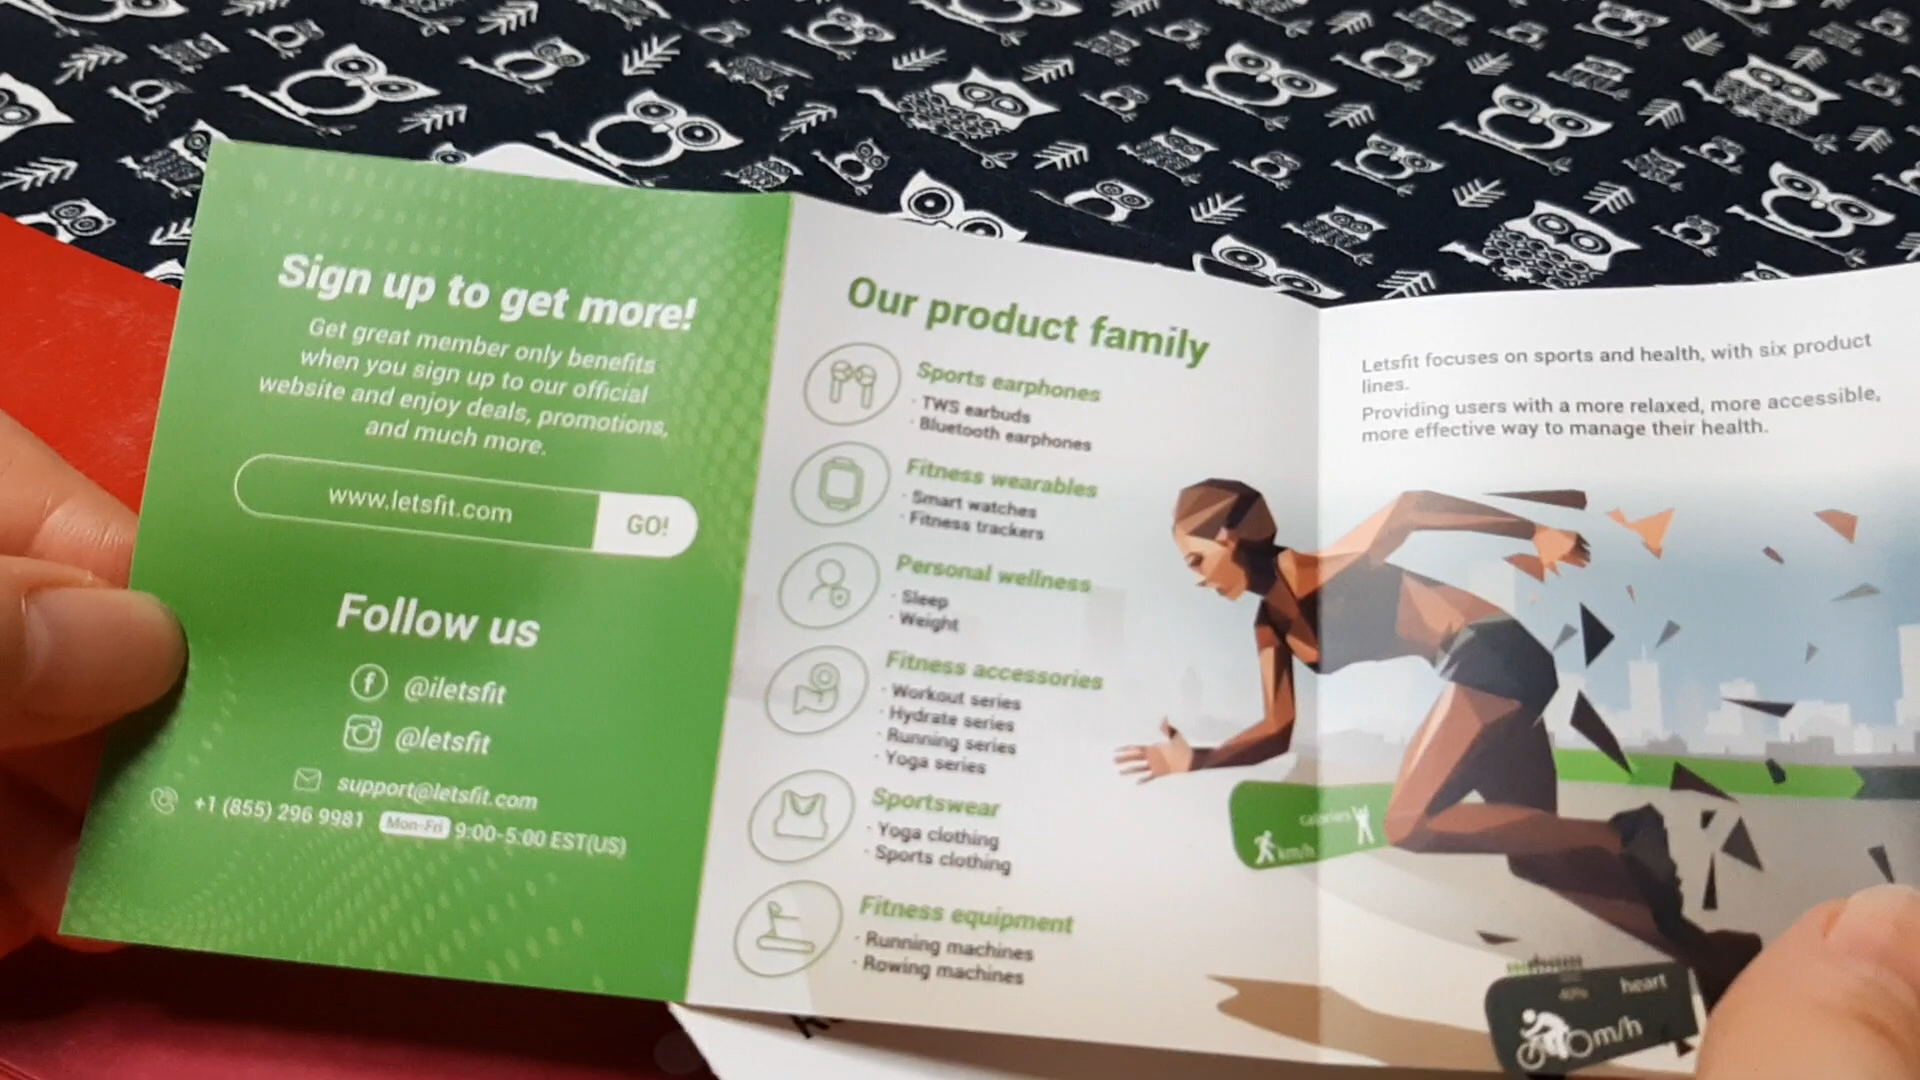 Sign up to get more!
Get great member only benefits
when you sign up to our official
website and enjoy deals, promotions,
and much more.
www.letsfit.com GO!
Follow us
@iletsfit
@letsfit
support@letsfit.com
+1 (855) 296 9981 Mon-Fri 9:00-5:00 EST(US)
Our product family
Sports earphones
· TWS earbuds
· Bluetooth earphones
Fitness wearables
· Smart watches
· Fitness trackers
Personal wellness
· Sleep
· Weight
Fitness accessories
· Workout series
· Hydrate series
· Running series
· Yoga series
Sportswear
· Yoga clothing
· Sports clothing
Fitness equipment
· Running machines
· Rowing machines
Letsfit focuses on sports and health, with six product
lines.
Providing users with a more relaxed, more accessible,
more effective way to manage their health.
calories
km/h
heart
m/h